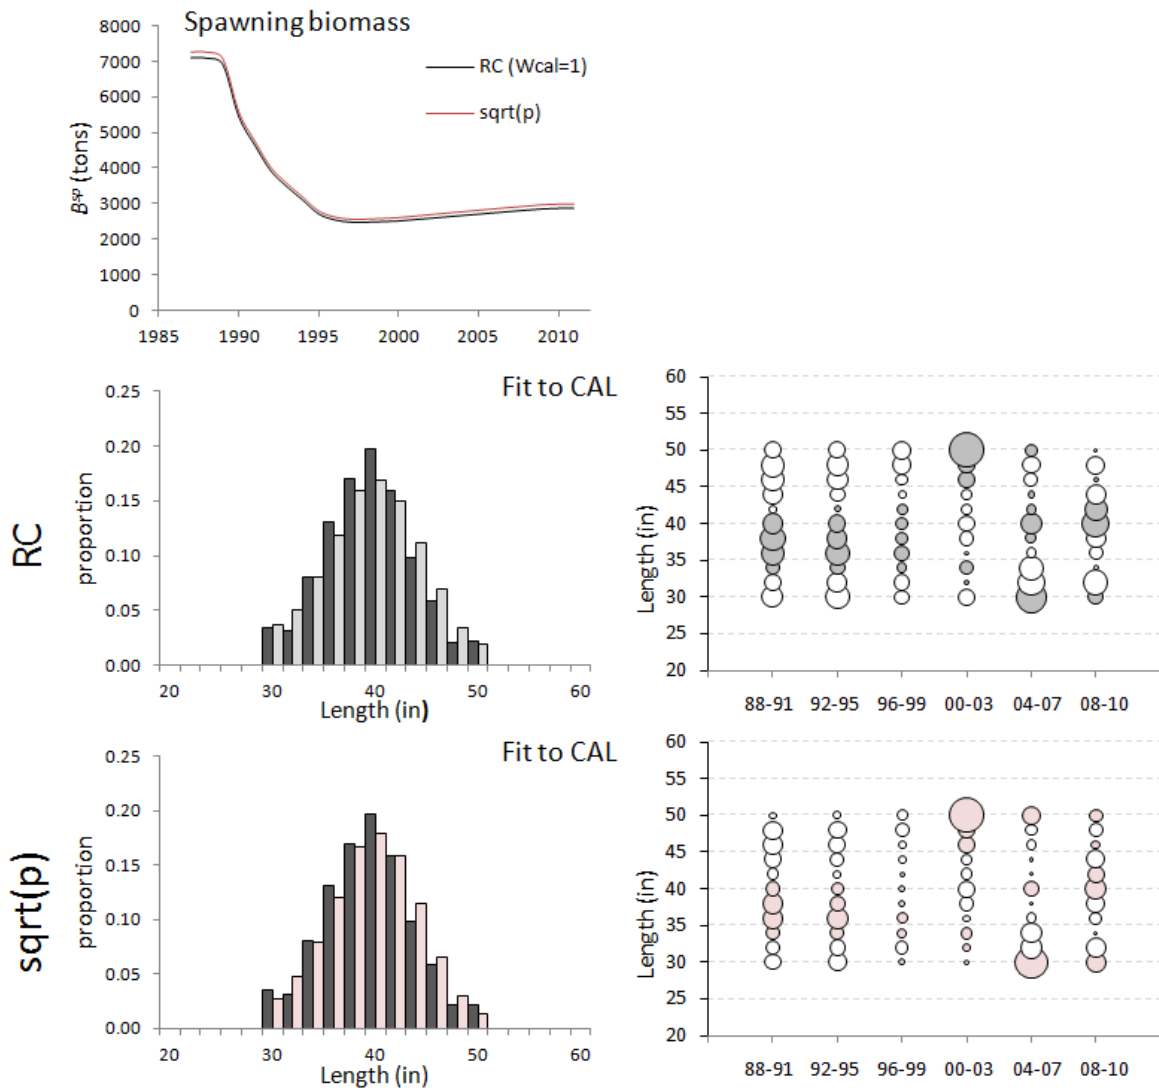 Spawning biomass
8000
7000
6000
5000
4000
3000
2000
1000
0
Bsp (tons)
RC (Wcal=1)
sqrt(p)
1985 1990 1995 2000 2005 2010
RC
Fit to CAL
0.25
0.20
0.15
0.10
0.05
0.00
proportion
20 30 40 50 60
Length (in)
60
55
50
45
40
35
30
25
20
Length (in)
88-91 92-95 96-99 00-03 04-07 08-10
sqrt(p)
Fit to CAL
0.25
0.20
0.15
0.10
0.05
0.00
proportion
20 30 40 50 60
Length (in)
60
55
50
45
40
35
30
25
20
Length (in)
88-91 92-95 96-99 00-03 04-07 08-10